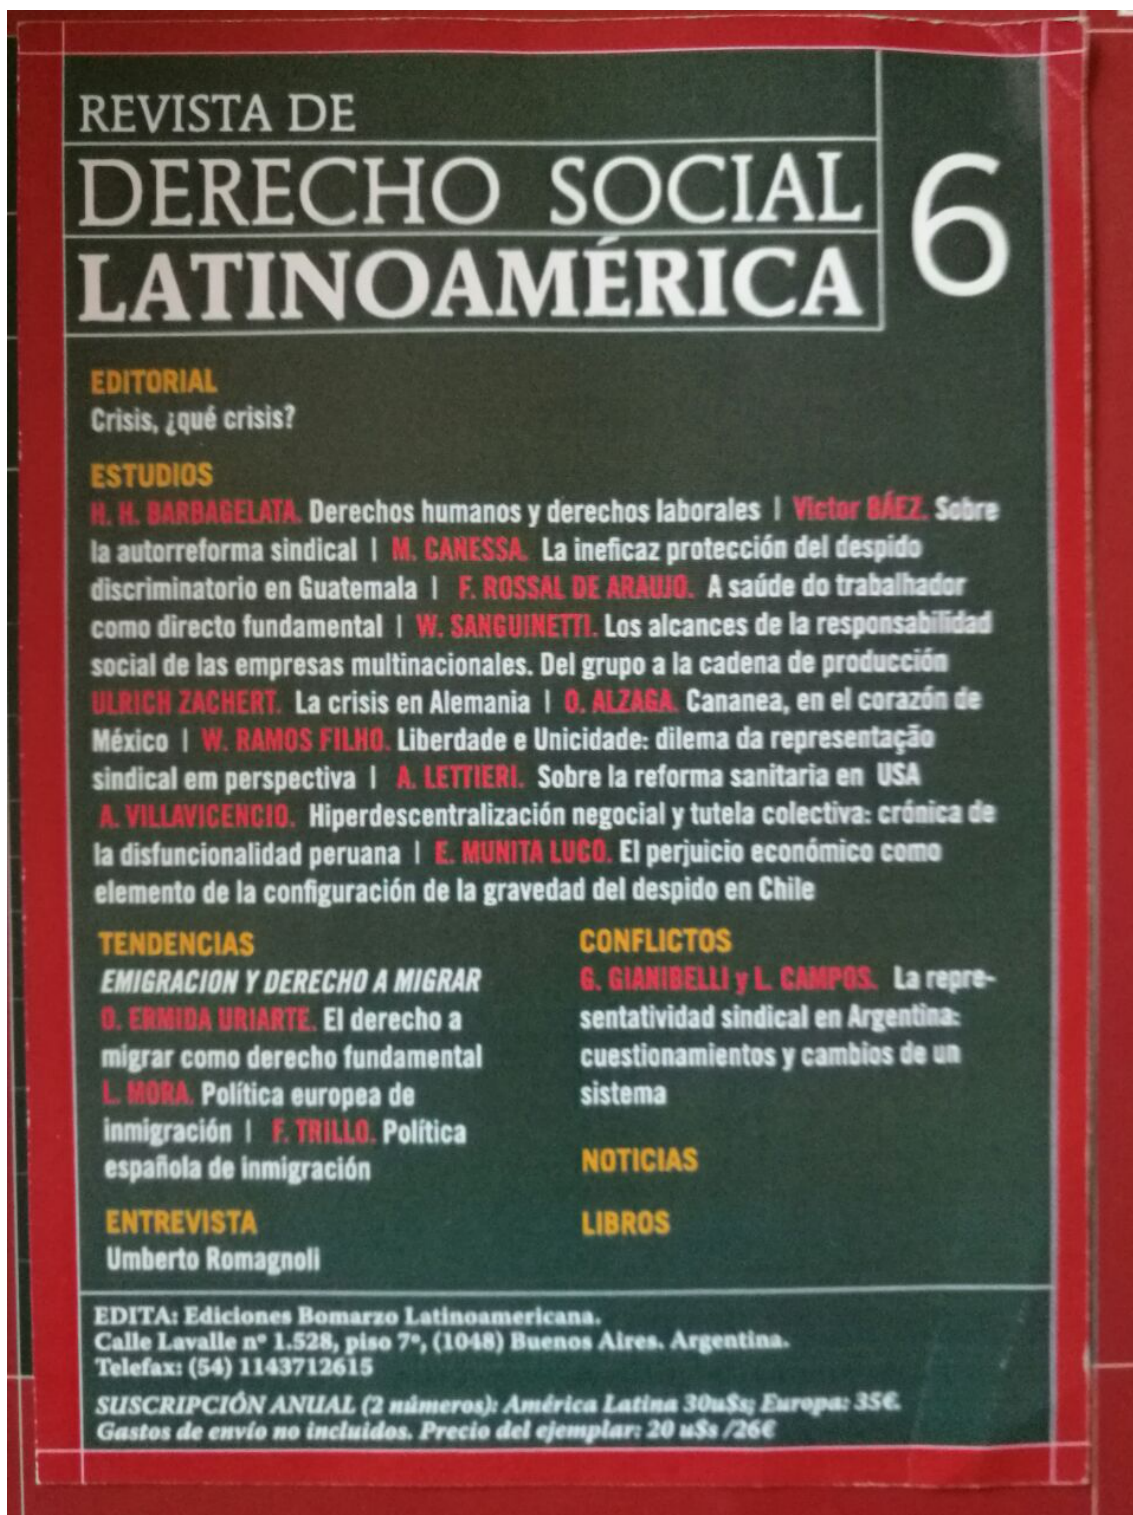 REVISTA DE
DERECHO SOCIAL
LATINOAMÉRICA
6
EDITORIAL
Crisis, ¿qué crisis?
ESTUDIOS
H. H. BARBAGELATA. Derechos humanos y derechos laborales | Victor BÁEZ. Sobre
la autorreforma sindical | M. CANESSA. La ineficaz protección del despido
discriminatorio en Guatemala | F. ROSSAL DE ARAUJO. A saúde do trabalhador
como directo fundamental | W. SANGUINETTI. Los alcances de la responsabilidad
social de las empresas multinacionales. Del grupo a la cadena de producción
ULRICH ZACHERT. La crisis en Alemania | O. ALZAGA. Cananea, en el corazón de
México | W. RAMOS FILHO. Liberdade e Unicidade: dilema da representação
sindical em perspectiva | A. LETTIERI. Sobre la reforma sanitaria en USA
A. VILLAVICENCIO. Hiperdescentralización negocial y tutela colectiva: crónica de
la disfuncionalidad peruana | E. MUNITA LUCO. El perjuicio económico como
elemento de la configuración de la gravedad del despido en Chile
TENDENCIAS
EMIGRACION Y DERECHO A MIGRAR
O. ERMIDA URIARTE. El derecho a
migrar como derecho fundamental
L. MORA. Política europea de
inmigración | F. TRILLO. Política
española de inmigración
ENTREVISTA
Umberto Romagnoli
CONFLICTOS
G. GIANIBELLI y L. CAMPOS. La repre-
sentatividad sindical en Argentina:
cuestionamientos y cambios de un
sistema
NOTICIAS
LIBROS
EDITA: Ediciones Bomarzo Latinoamericana.
Calle Lavalle nº 1.528, piso 7º, (1048) Buenos Aires. Argentina.
Telefax: (54) 1143712615
SUSCRIPCIÓN ANUAL (2 números): América Latina 30u$s; Europa: 35€.
Gastos de envío no incluidos. Precio del ejemplar: 20 u$s /26€